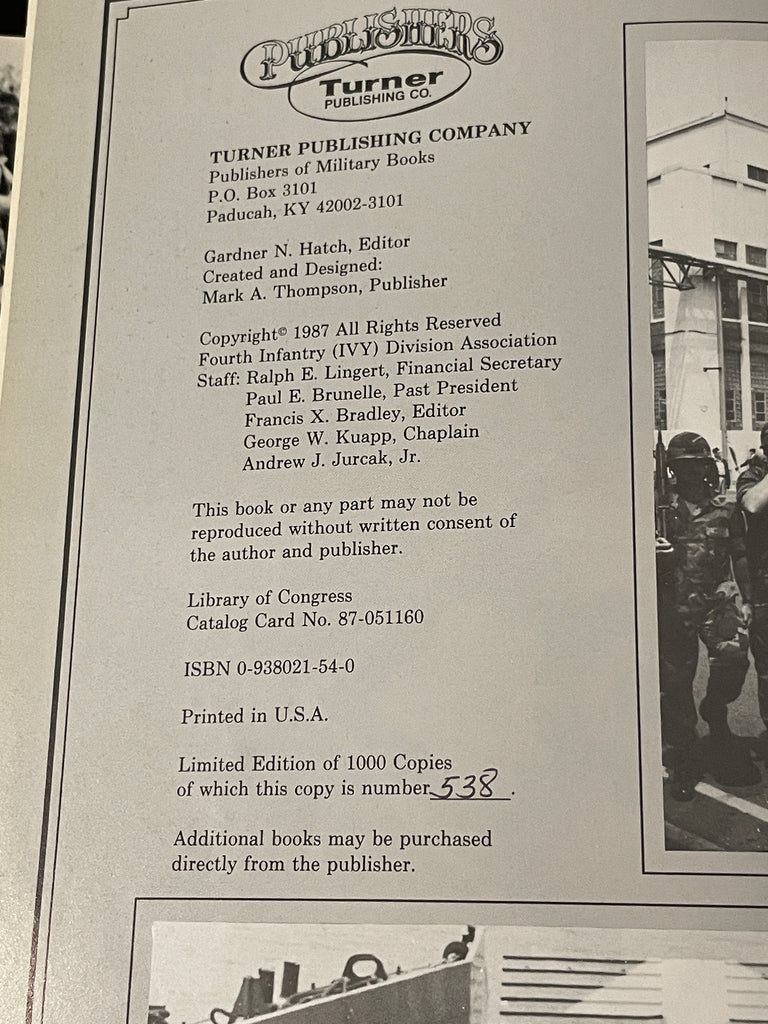 PUBLISHERS
Turner
PUBLISHING CO.
TURNER PUBLISHING COMPANY
Publishers of Military Books
P.O. Box 3101
Paducah, KY 42002-3101
Gardner N. Hatch, Editor
Created and Designed:
Mark A. Thompson, Publisher
Copyright© 1987 All Rights Reserved
Fourth Infantry (IVY) Division Association
Staff: Ralph E. Lingert, Financial Secretary
Paul E. Brunelle, Past President
Francis X. Bradley, Editor
George W. Kuapp, Chaplain
Andrew J. Jurcak, Jr.
This book or any part may not be
reproduced without written consent of
the author and publisher.
Library of Congress
Catalog Card No. 87-051160
ISBN 0-938021-54-0
Printed in U.S.A.
Limited Edition of 1000 Copies
of which this copy is number 538.
Additional books may be purchased
directly from the publisher.